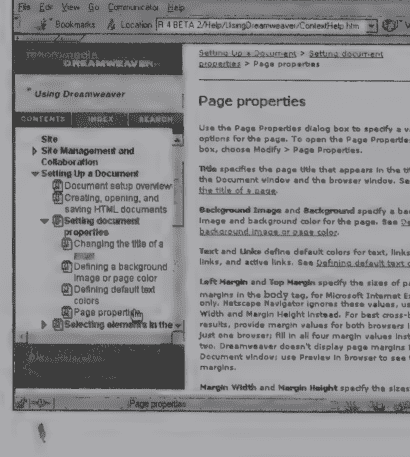 File Edit View Go Communicator Help
Bookmarks Location R 4 BETA 2/Help/UsingDreamweaver/ContextHelp.htm
macromedia
DREAMWEAVER
Using Dreamweaver
CONTENTS INDEX SEARCH
Site
Site Management and
Collaboration
Setting Up a Document
Document setup overview
Creating, opening, and
saving HTML documents
Setting document
properties
Changing the title of a
page
Defining a background
image or page color
Defining default text
colors
Page properties
Selecting elements in the
Setting Up a Document > Setting document
properties > Page properties
Page properties
Use the Page Properties dialog box to specify a
options for the page. To open the Page Properties
box, choose Modify > Page Properties.
Title specifies the page title that appears in the
the Document window and the browser window.
the title of a page.
Background Image and Background specify a
image and background color for the page. See
background image or page color.
Text and Links define default colors for text, links,
links, and active links. See Defining default text
Left Margin and Top Margin specify the sizes of
margins in the body tag, for Microsoft Internet
only. Netscape Navigator ignores these values,
Width and Margin Height instead. For best
results, provide margin values for both browsers
just one browser; fill in all four margin values
two. Dreamweaver doesn't display page margins
Document window; use Preview in Browser to see
margins.
Margin Width and Margin Height specify the sizes
Page properties